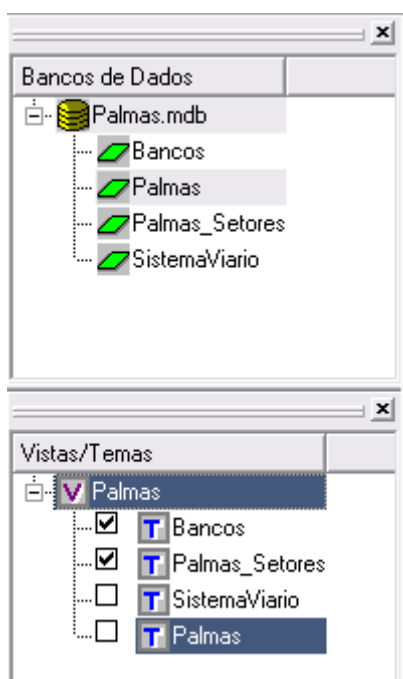 Bancos de Dados
Palmas.mdb
Bancos
Palmas
Palmas_Setores
SistemaViario
Vistas/Temas
V Palmas
T Bancos
T Palmas_Setores
T SistemaViario
T Palmas